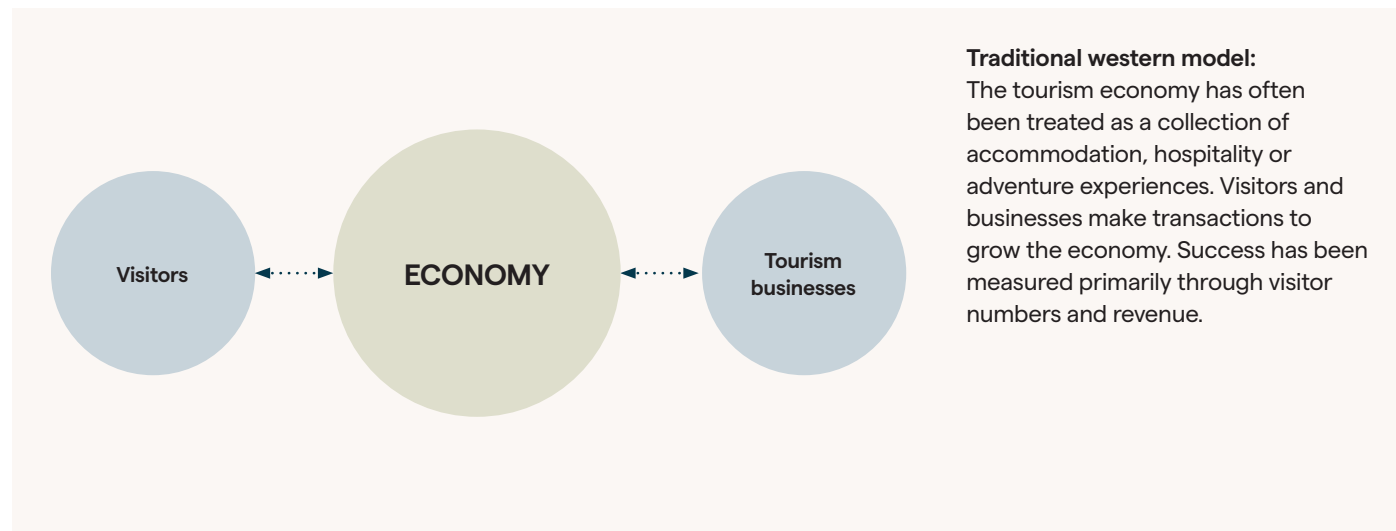 Visitors
ECONOMY
Tourism
businesses
Traditional western model:
The tourism economy has often
been treated as a collection of
accommodation, hospitality or
adventure experiences. Visitors and
businesses make transactions to
grow the economy. Success has been
measured primarily through visitor
numbers and revenue.